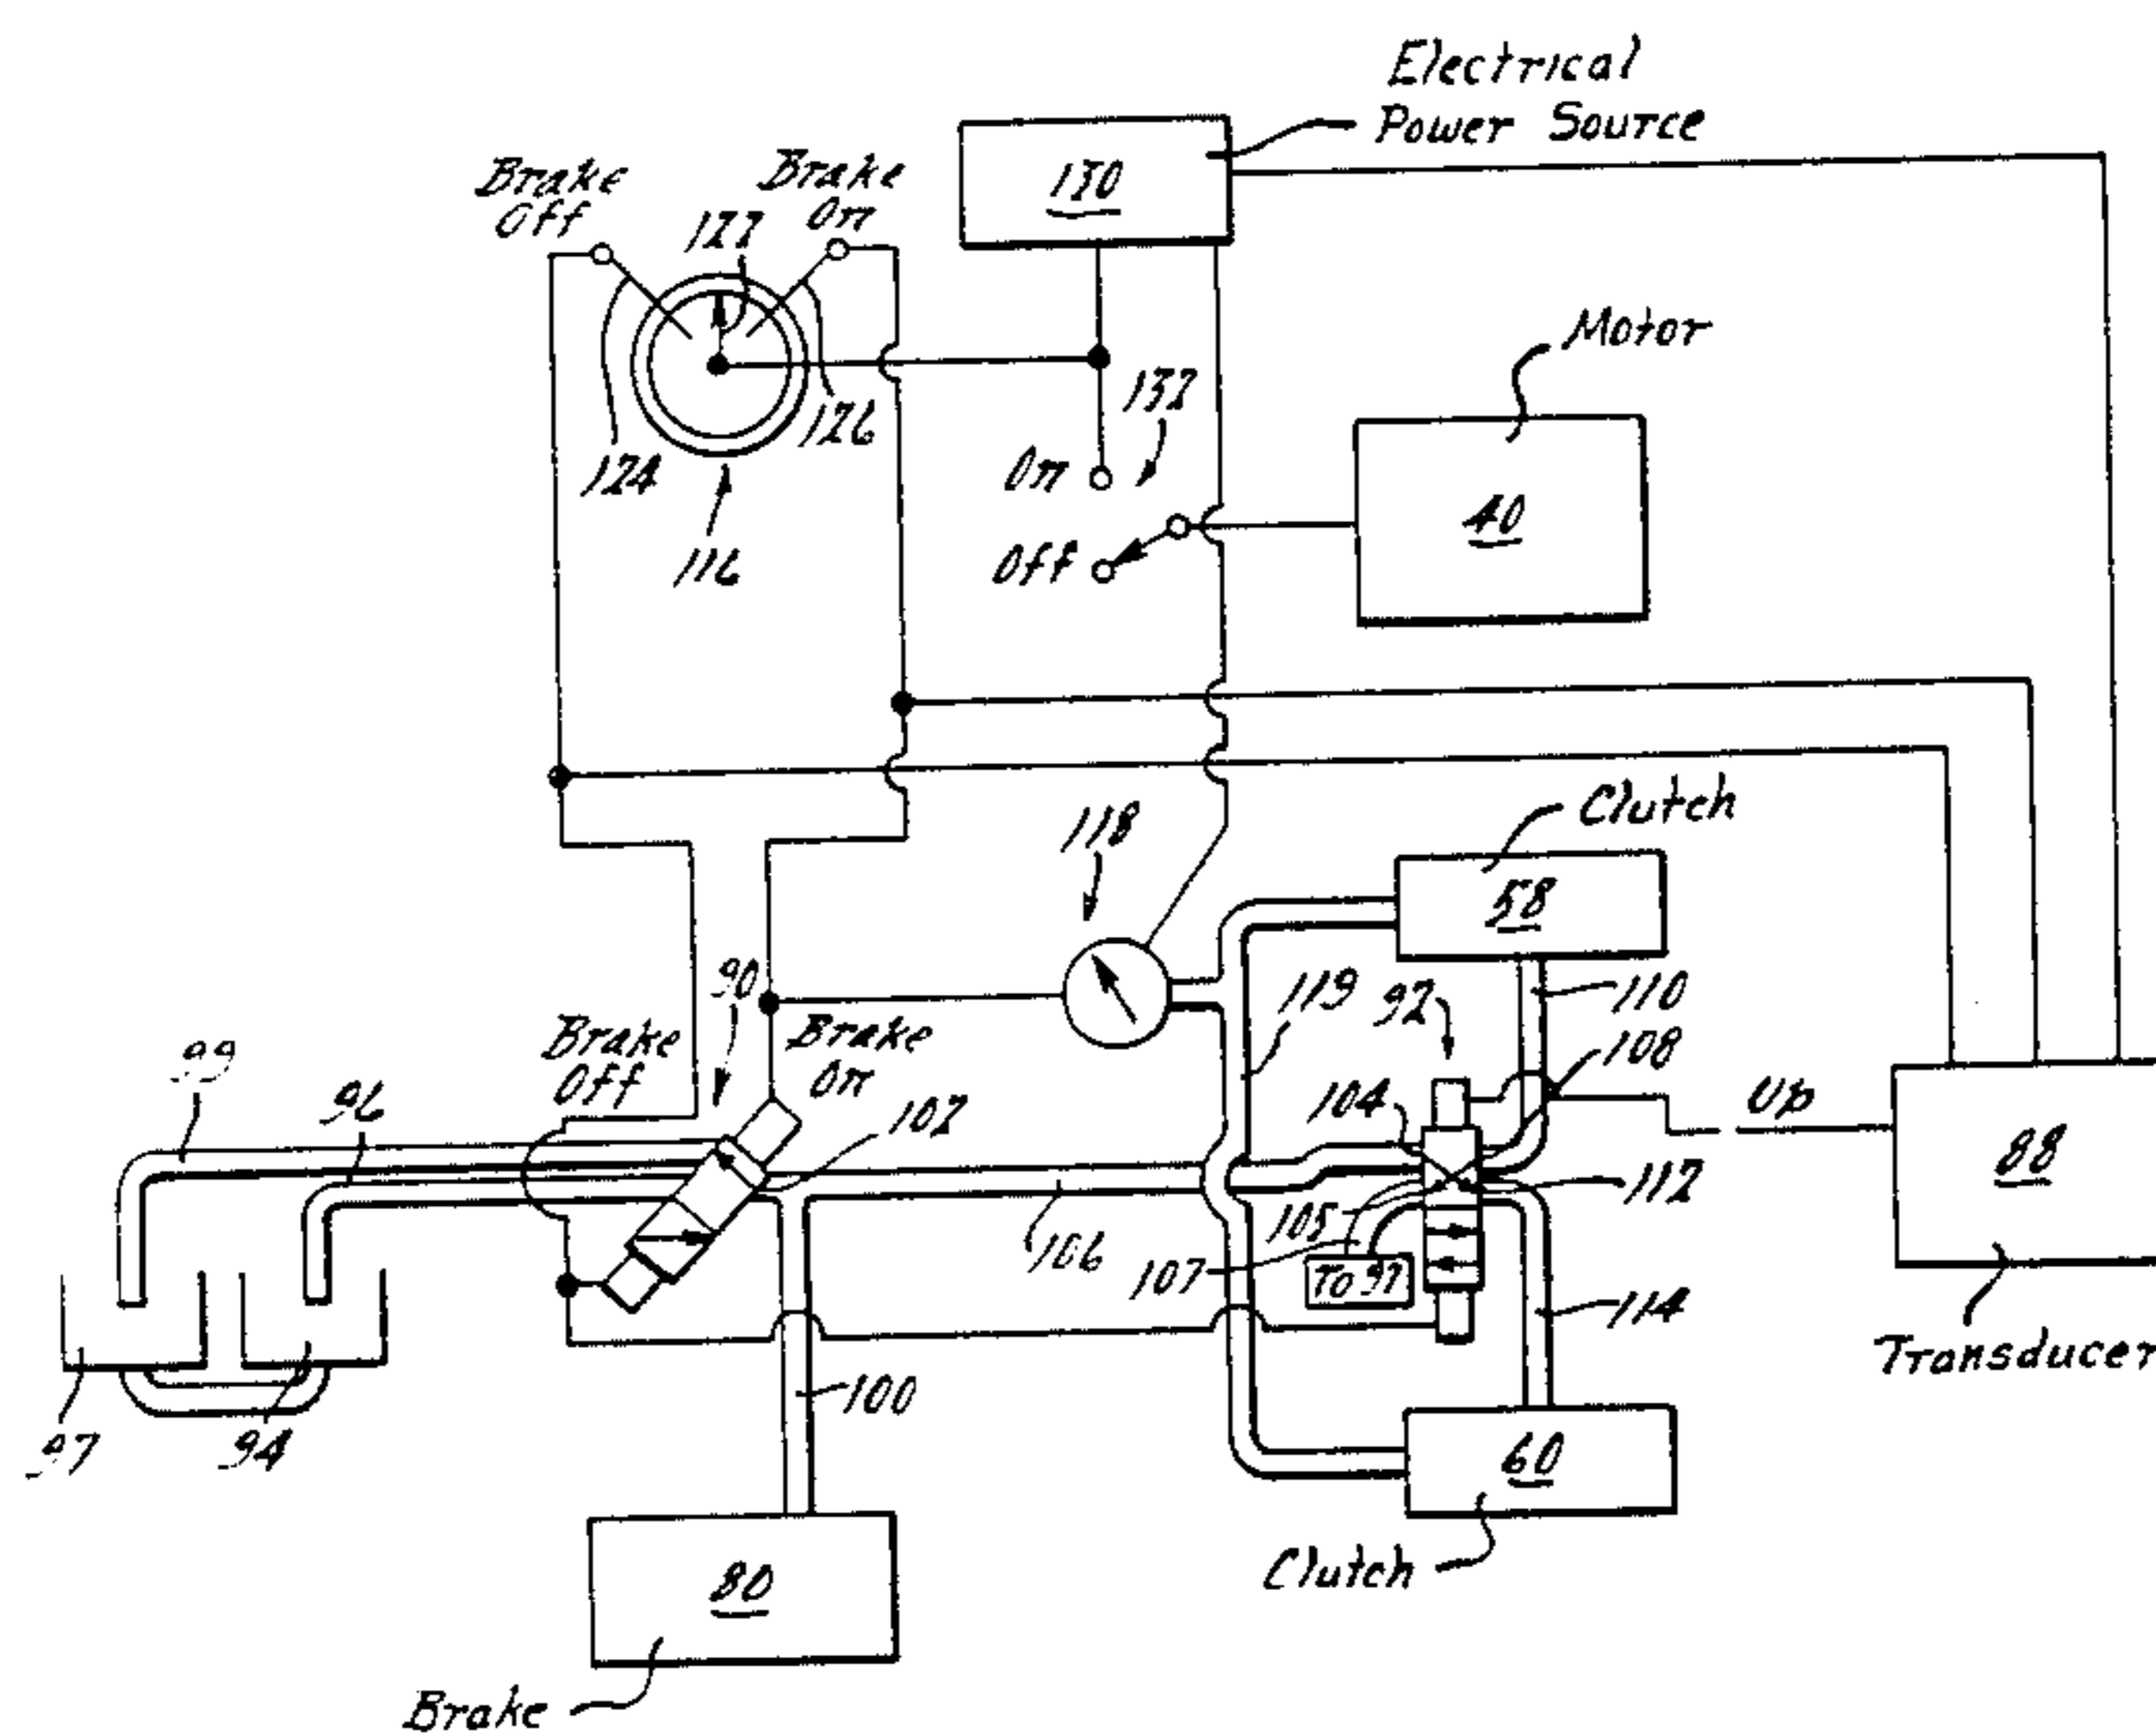 Electrical
Power Source
130
Brake
Off
Brake
On
122
124
126
116
On
132
Off
Motor
40
118
Clutch
58
90
Brake
Off
Brake
On
119
92
110
99
96
102
104
108
Up
88
112
105
106
107
To 97
114
Transducer
97
94
100
60
Clutch
80
Brake